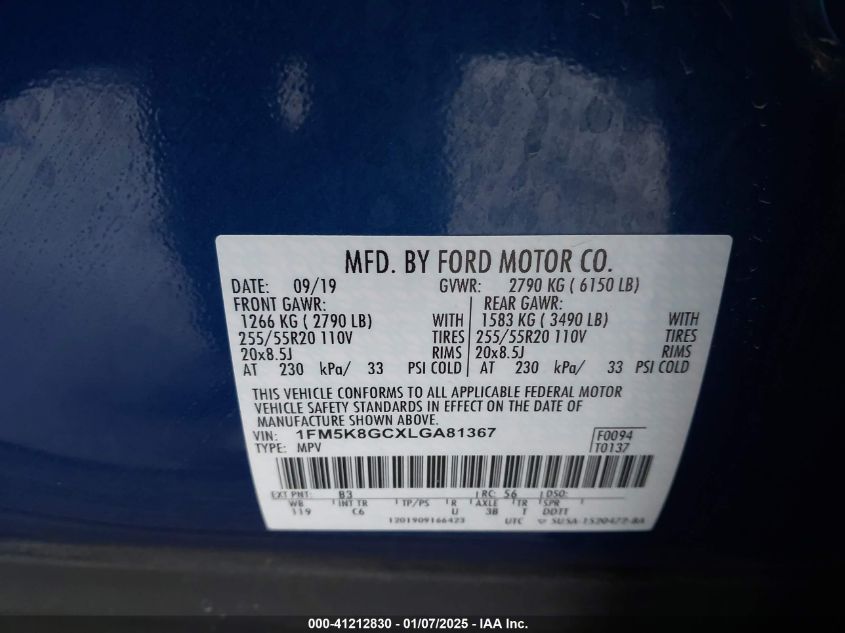 MFD. BY FORD MOTOR CO.
DATE: 09/19 GVWR: 2790 KG ( 6150 LB)
FRONT GAWR: REAR GAWR:
1266 KG ( 2790 LB) WITH 1583 KG ( 3490 LB) WITH
255/55R20 110V TIRES 255/55R20 110V TIRES
20x8.5J RIMS 20x8.5J RIMS
AT 230 kPa/ 33 PSI COLD AT 230 kPa/ 33 PSI COLD
THIS VEHICLE CONFORMS TO ALL APPLICABLE FEDERAL MOTOR
VEHICLE SAFETY STANDARDS IN EFFECT ON THE DATE OF
MANUFACTURE SHOWN ABOVE.
VIN: 1FM5K8GCXLGA81367 F0094
TYPE: MPV T0137
EXT PNT: B3 RC: 56 DSO:
WB INT TR TP/PS R AXLE TR SPR
119 C6 U 3B T DDTT
1201909166423 UTC SU5A-1520472-BA
000-41212830 - 01/07/2025 - IAA Inc.